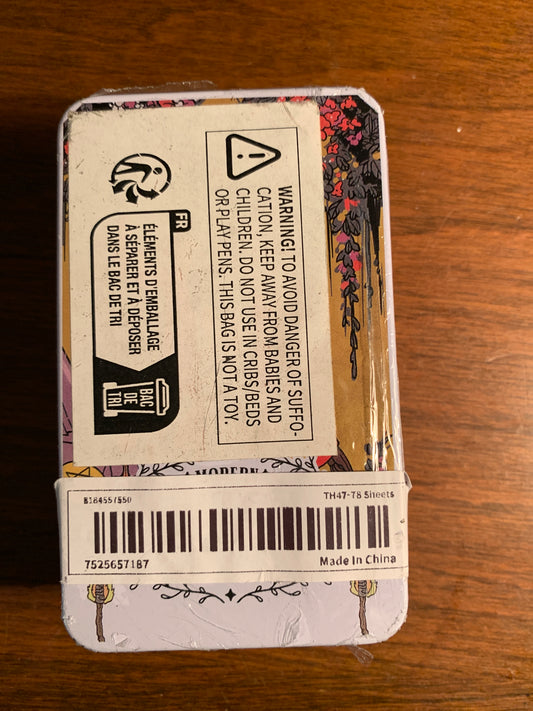 WARNING! TO AVOID DANGER OF SUFFO-
CATION, KEEP AWAY FROM BABIES AND
CHILDREN. DO NOT USE IN CRIBS/BEDS
OR PLAY PENS. THIS BAG IS NOT A TOY.
FR
ÉLÉMENTS D'EMBALLAGE
À SÉPARER ET À DÉPOSER
DANS LE BAC DE TRI
BAC
DE
TRI
MODERN
B184557550
TH47-78 Sheets
7525657187
Made In China